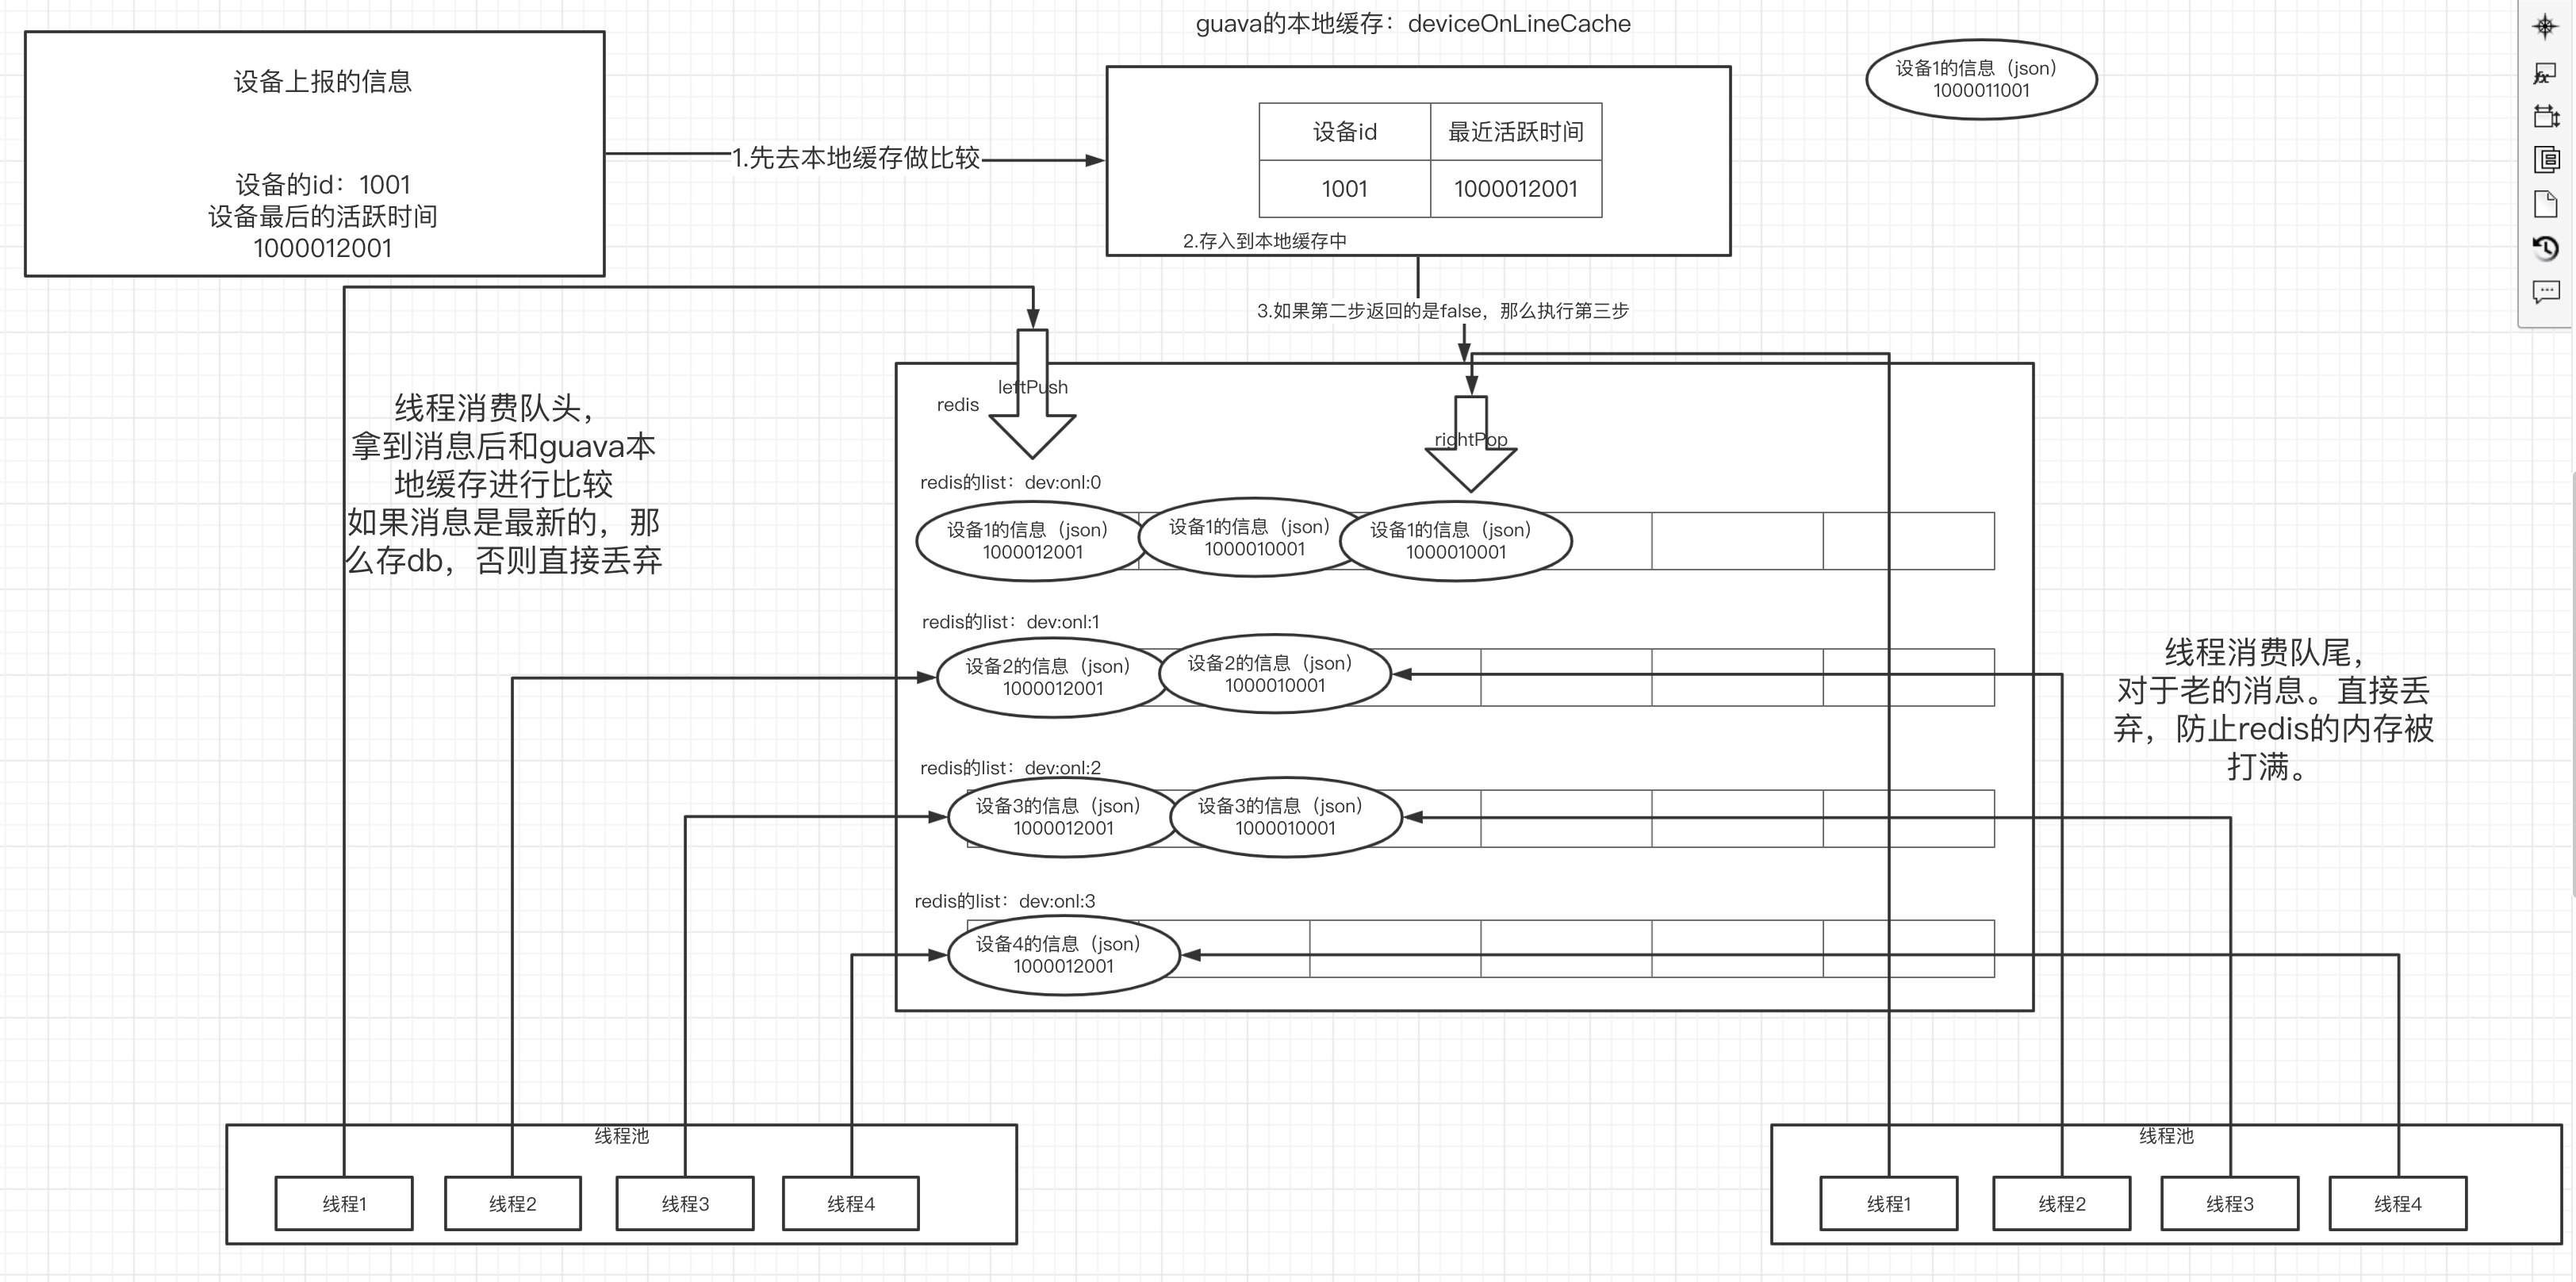 guava的本地缓存：deviceOnLineCache
设备上报的信息
设备的id：1001
设备最后的活跃时间
1000012001
1.先去本地缓存做比较
设备id
最近活跃时间
1001
1000012001
2.存入到本地缓存中
设备1的信息（json）
1000011001
3.如果第二步返回的是false，那么执行第三步
线程消费队头，
拿到消息后和guava本
地缓存进行比较
如果消息是最新的，那
么存db，否则直接丢弃
leftPush
redis
rightPop
redis的list：dev:onl:0
设备1的信息（json）
1000012001
设备1的信息（json）
1000010001
设备1的信息（json）
1000010001
redis的list：dev:onl:1
设备2的信息（json）
1000012001
设备2的信息（json）
1000010001
线程消费队尾，
对于老的消息。直接丢
弃，防止redis的内存被
打满。
redis的list：dev:onl:2
设备3的信息（json）
1000012001
设备3的信息（json）
1000010001
redis的list：dev:onl:3
设备4的信息（json）
1000012001
线程池
线程1
线程2
线程3
线程4
线程池
线程1
线程2
线程3
线程4